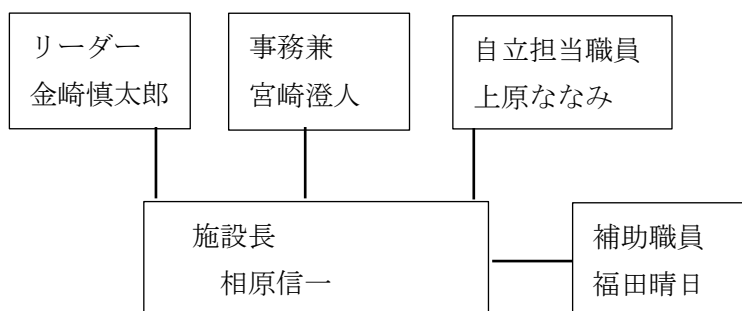 リーダー
金崎慎太郎
事務兼
宮崎澄人
自立担当職員
上原ななみ
施設長
相原信一
補助職員
福田晴日